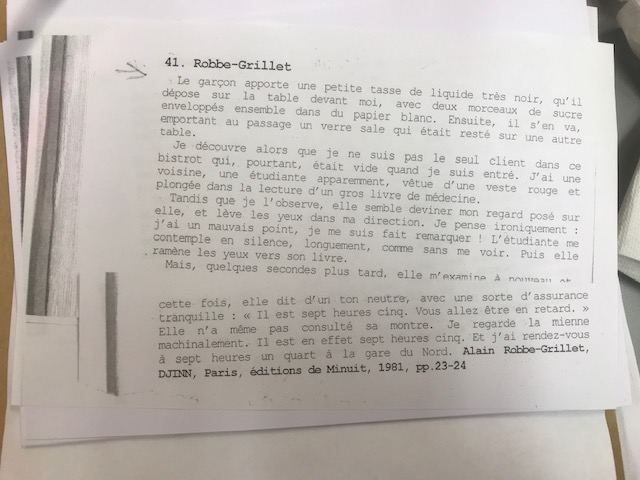 41. Robbe-Grillet
Le garçon apporte une petite tasse de liquide très noir, qu'il
dépose sur la table devant moi, avec deux morceaux de sucre
enveloppés ensemble dans du papier blanc. Ensuite, il s'en va,
emportant au passage un verre sale qui était resté sur une autre
table.
Je découvre alors que je ne suis pas le seul client dans ce
bistrot qui, pourtant, était vide quand je suis entré. J'ai une
voisine, une étudiante apparemment, vêtue d'une veste rouge et
plongée dans la lecture d'un gros livre de médecine.
Tandis que je l'observe, elle semble deviner mon regard posé sur
elle, et lève les yeux dans ma direction. Je pense ironiquement :
j'ai un mauvais point, je me suis fait remarquer ! L'étudiante me
contemple en silence, longuement, comme sans me voir. Puis elle
ramène les yeux vers son livre.
Mais, quelques secondes plus tard, elle m'examine à nouveau et
cette fois, elle dit d'un ton neutre, avec une sorte d'assurance
tranquille : « Il est sept heures cinq. Vous allez être en retard. »
Elle n'a même pas consulté sa montre. Je regarde la mienne
machinalement. Il est en effet sept heures cinq. Et j'ai rendez-vous
à sept heures un quart à la gare du Nord. Alain Robbe-Grillet,
DJINN, Paris, éditions de Minuit, 1981, pp.23-24